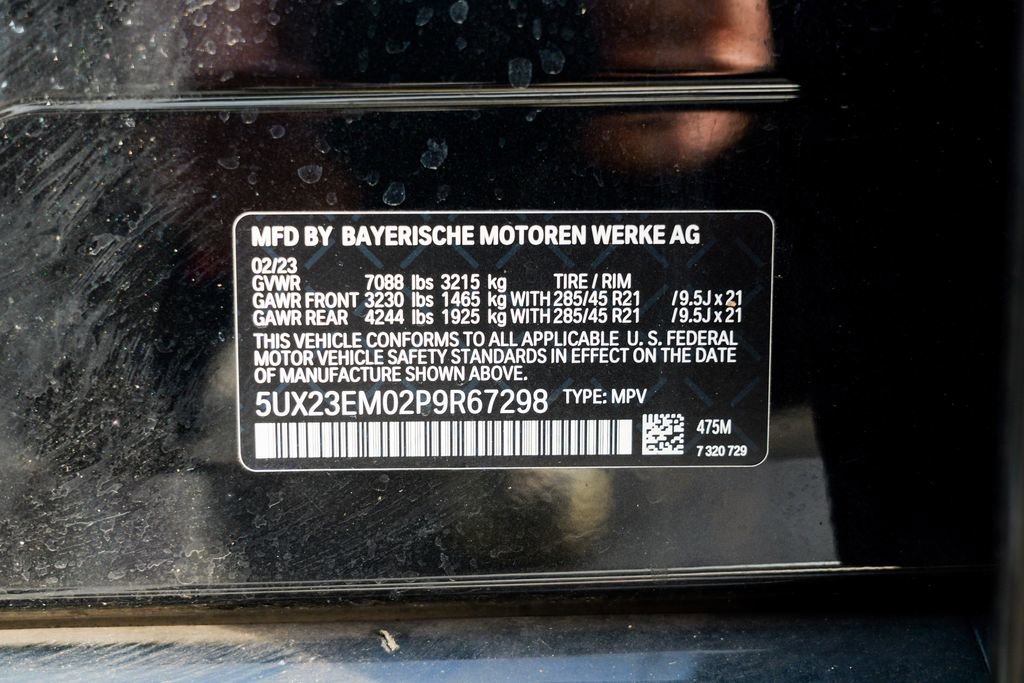 MFD BY BAYERISCHE MOTOREN WERKE AG
02/23
GVWR 7088 lbs 3215 kg TIRE / RIM
GAWR FRONT 3230 lbs 1465 kg WITH 285/45 R21 /9.5J x 21
GAWR REAR 4244 lbs 1925 kg WITH 285/45 R21 /9.5J x 21
THIS VEHICLE CONFORMS TO ALL APPLICABLE U. S. FEDERAL
MOTOR VEHICLE SAFETY STANDARDS IN EFFECT ON THE DATE
OF MANUFACTURE SHOWN ABOVE.
5UX23EM02P9R67298 TYPE: MPV
475M
7 320 729